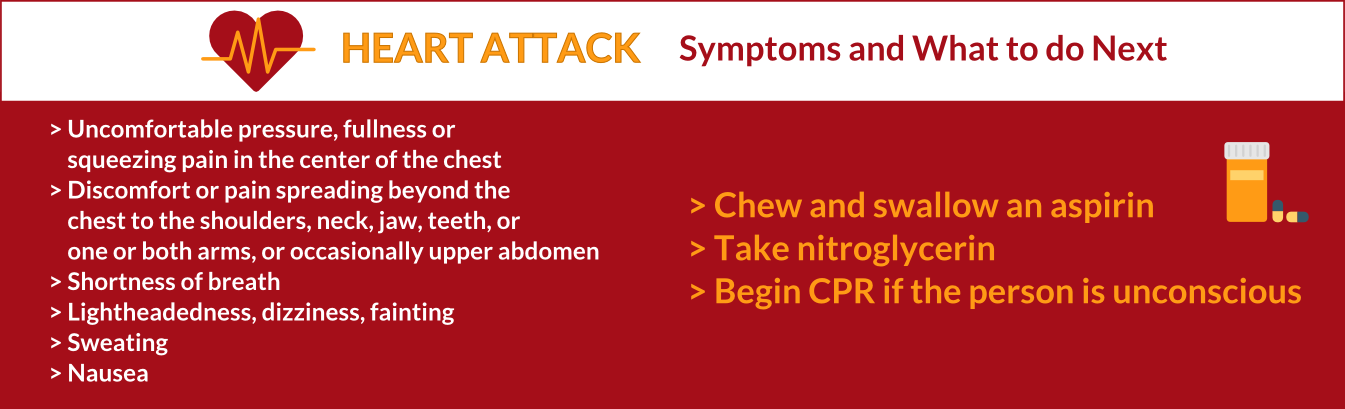 HEART ATTACK Symptoms and What to do Next
> Uncomfortable pressure, fullness or
squeezing pain in the center of the chest
> Discomfort or pain spreading beyond the
chest to the shoulders, neck, jaw, teeth, or
one or both arms, or occasionally upper abdomen
> Shortness of breath
> Lightheadedness, dizziness, fainting
> Sweating
> Nausea
> Chew and swallow an aspirin
> Take nitroglycerin
> Begin CPR if the person is unconscious